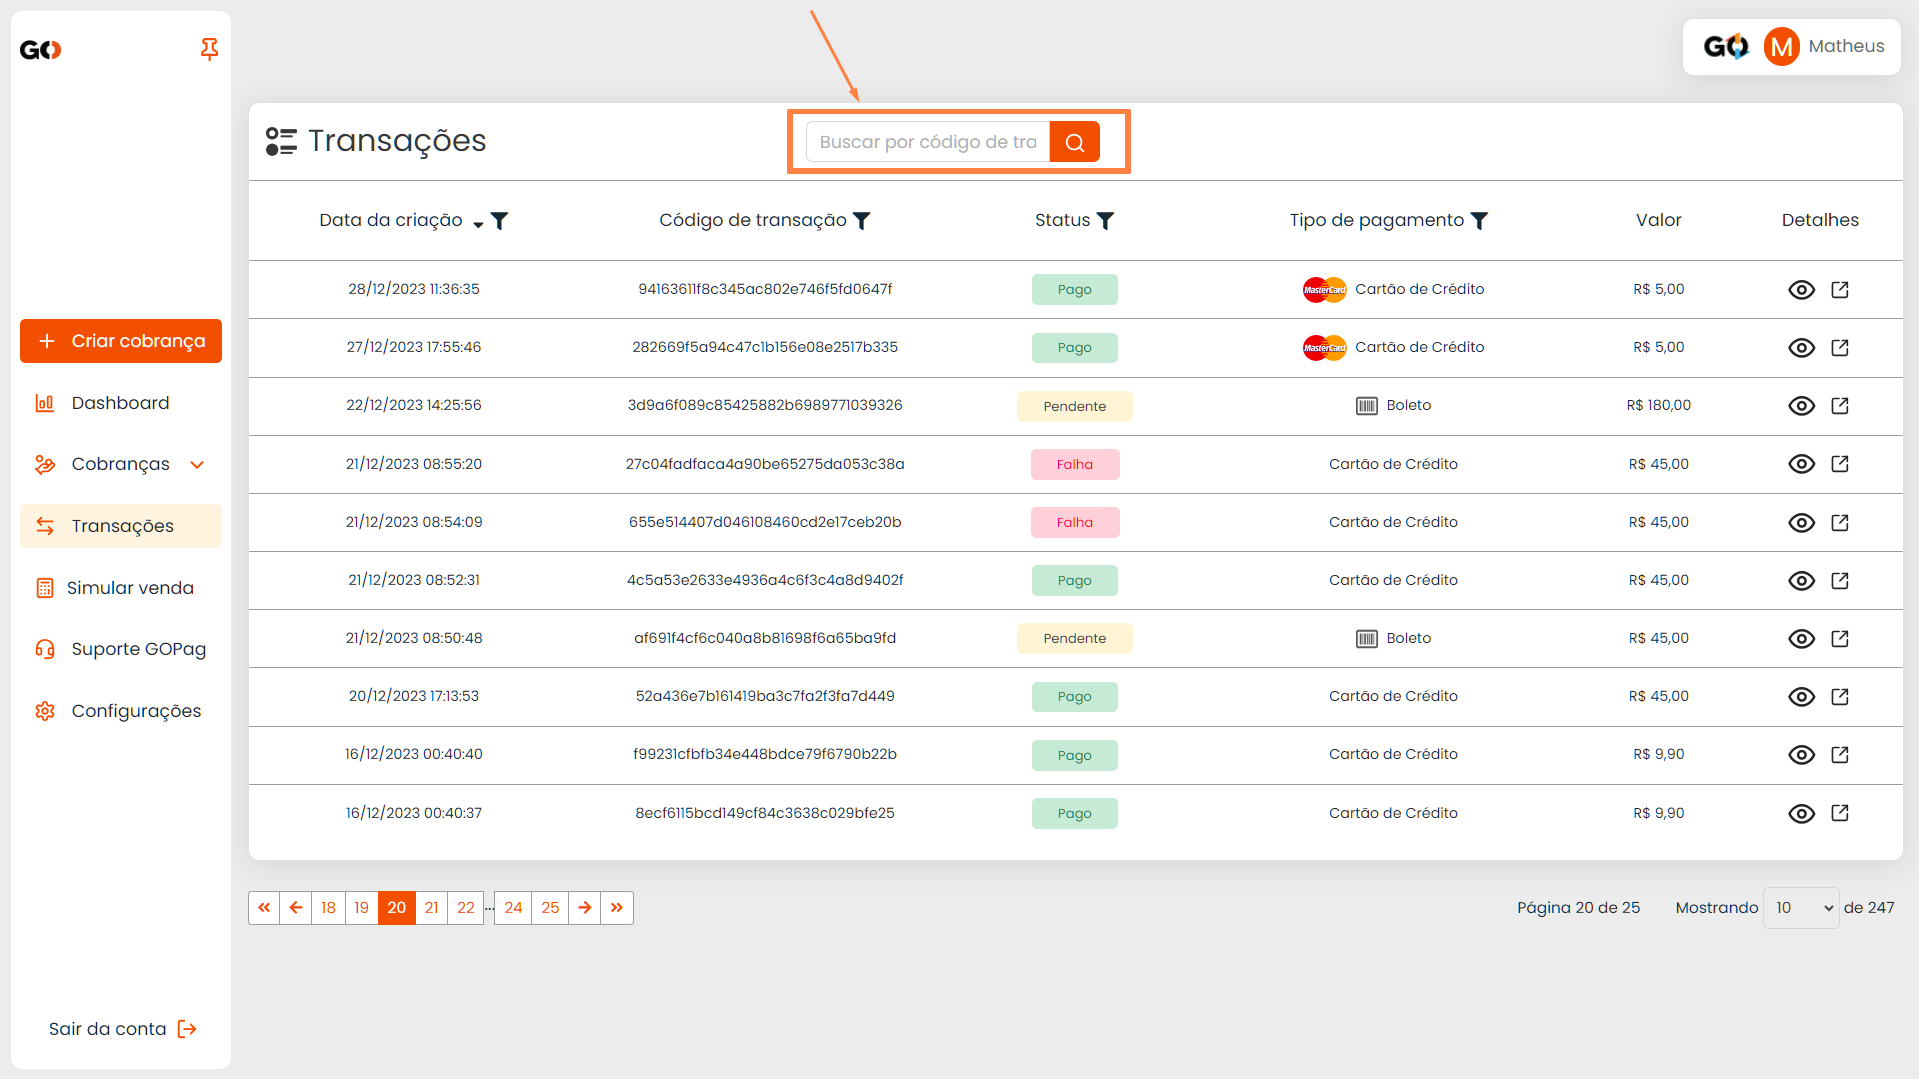 GO
GO M Matheus
Transações
Buscar por código de tra
Data da criação Código de transação Status Tipo de pagamento Valor Detalhes
28/12/2023 11:36:35 94163611f8c345ac802e746f5fd0647f Pago MasterCard Cartão de Crédito R$ 5,00
27/12/2023 17:55:46 282669f5a94c47c1b156e08e2517b335 Pago MasterCard Cartão de Crédito R$ 5,00
22/12/2023 14:25:56 3d9a6f089c85425882b6989771039326 Pendente Boleto R$ 180,00
21/12/2023 08:55:20 27c04fadfaca4a90be65275da053c38a Falha Cartão de Crédito R$ 45,00
21/12/2023 08:54:09 655e514407d046108460cd2e17ceb20b Falha Cartão de Crédito R$ 45,00
21/12/2023 08:52:31 4c5a53e2633e4936a4c6f3c4a8d9402f Pago Cartão de Crédito R$ 45,00
21/12/2023 08:50:48 af691f4cf6c040a8b81698f6a65ba9fd Pendente Boleto R$ 45,00
20/12/2023 17:13:53 52a436e7b161419ba3c7fa2f3fa7d449 Pago Cartão de Crédito R$ 45,00
16/12/2023 00:40:40 f99231cfbfb34e448bdce79f6790b22b Pago Cartão de Crédito R$ 9,90
16/12/2023 00:40:37 8ecf6115bcd149cf84c3638c029bfe25 Pago Cartão de Crédito R$ 9,90
Criar cobrança
Dashboard
Cobranças
Transações
Simular venda
Suporte GOPag
Configurações
Sair da conta
« 18 19 20 21 22 ... 24 25 »
Página 20 de 25 Mostrando 10 de 247